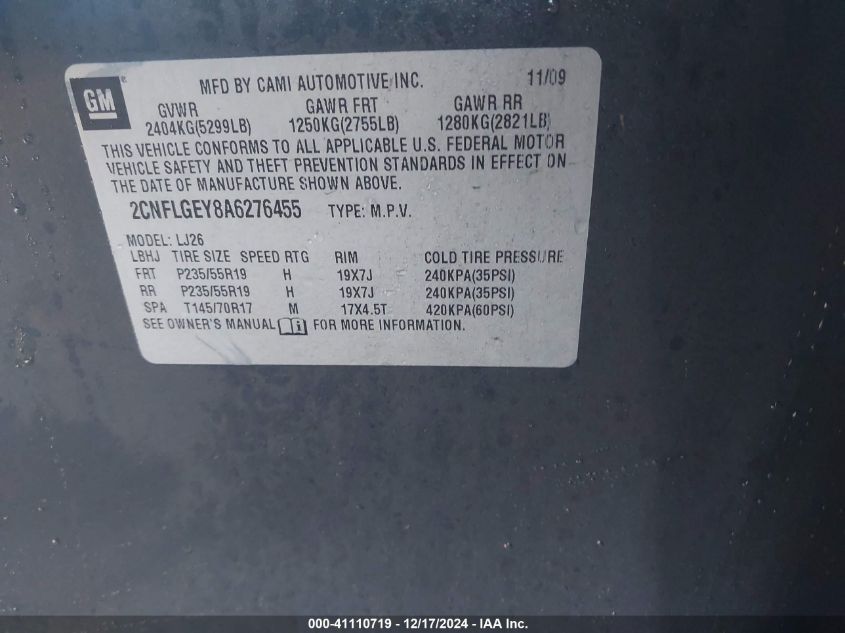 GM
MFD BY CAMI AUTOMOTIVE INC. 11/09
GVWR GAWR FRT GAWR RR
2404KG(5299LB) 1250KG(2755LB) 1280KG(2821LB)
THIS VEHICLE CONFORMS TO ALL APPLICABLE U.S. FEDERAL MOTOR
VEHICLE SAFETY AND THEFT PREVENTION STANDARDS IN EFFECT ON
THE DATE OF MANUFACTURE SHOWN ABOVE.
2CNFLGEY8A6276455 TYPE: M.P.V.
MODEL: LJ26
LBHJ TIRE SIZE SPEED RTG RIM COLD TIRE PRESSURE
FRT P235/55R19 H 19X7J 240KPA(35PSI)
RR P235/55R19 H 19X7J 240KPA(35PSI)
SPA T145/70R17 M 17X4.5T 420KPA(60PSI)
SEE OWNER'S MANUAL FOR MORE INFORMATION.
000-41110719 - 12/17/2024 - IAA Inc.